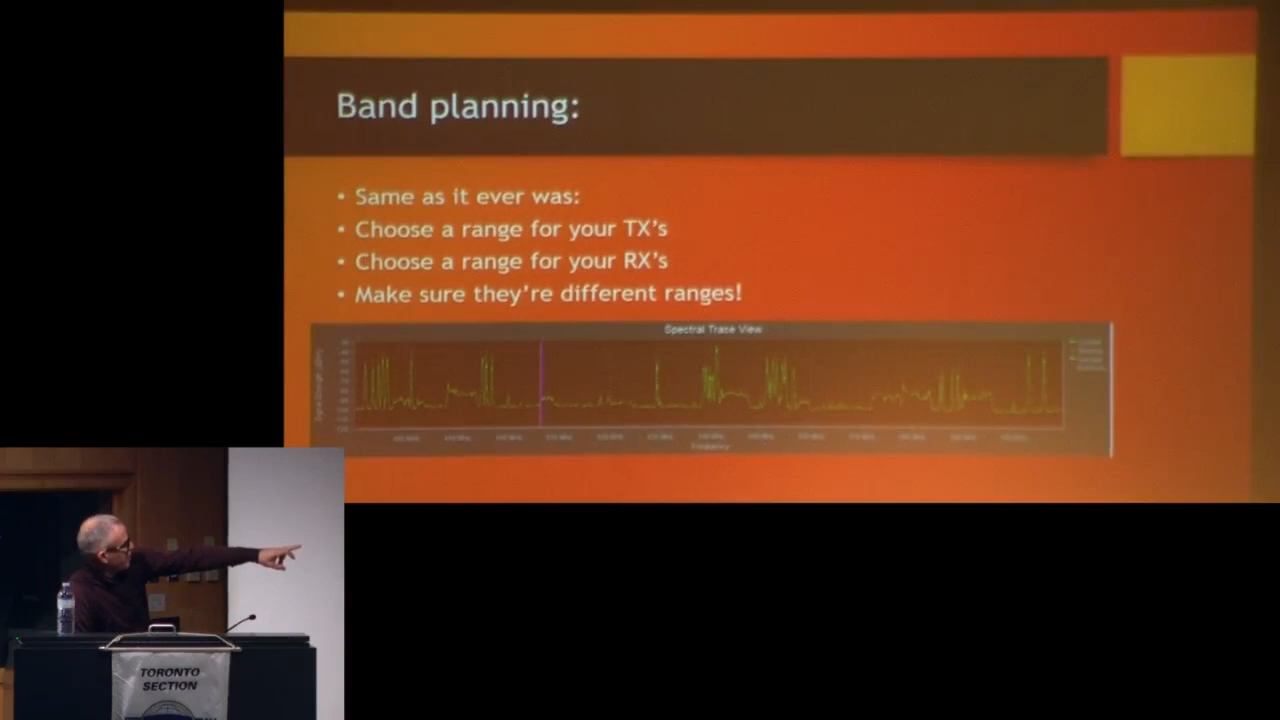 Band planning:
• Same as it ever was:
• Choose a range for your TX's
• Choose a range for your RX's
• Make sure they're different ranges!
Spectral Trace View
Frequency
TORONTO
SECTION